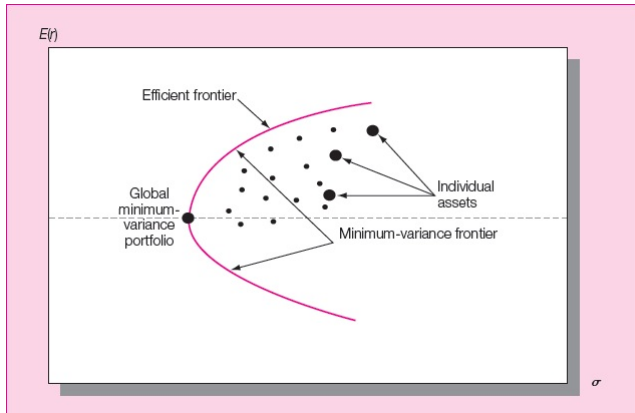 E(r)
Efficient frontier
Individual
assets
Global
minimum-
variance
portfolio
Minimum-variance frontier
σ